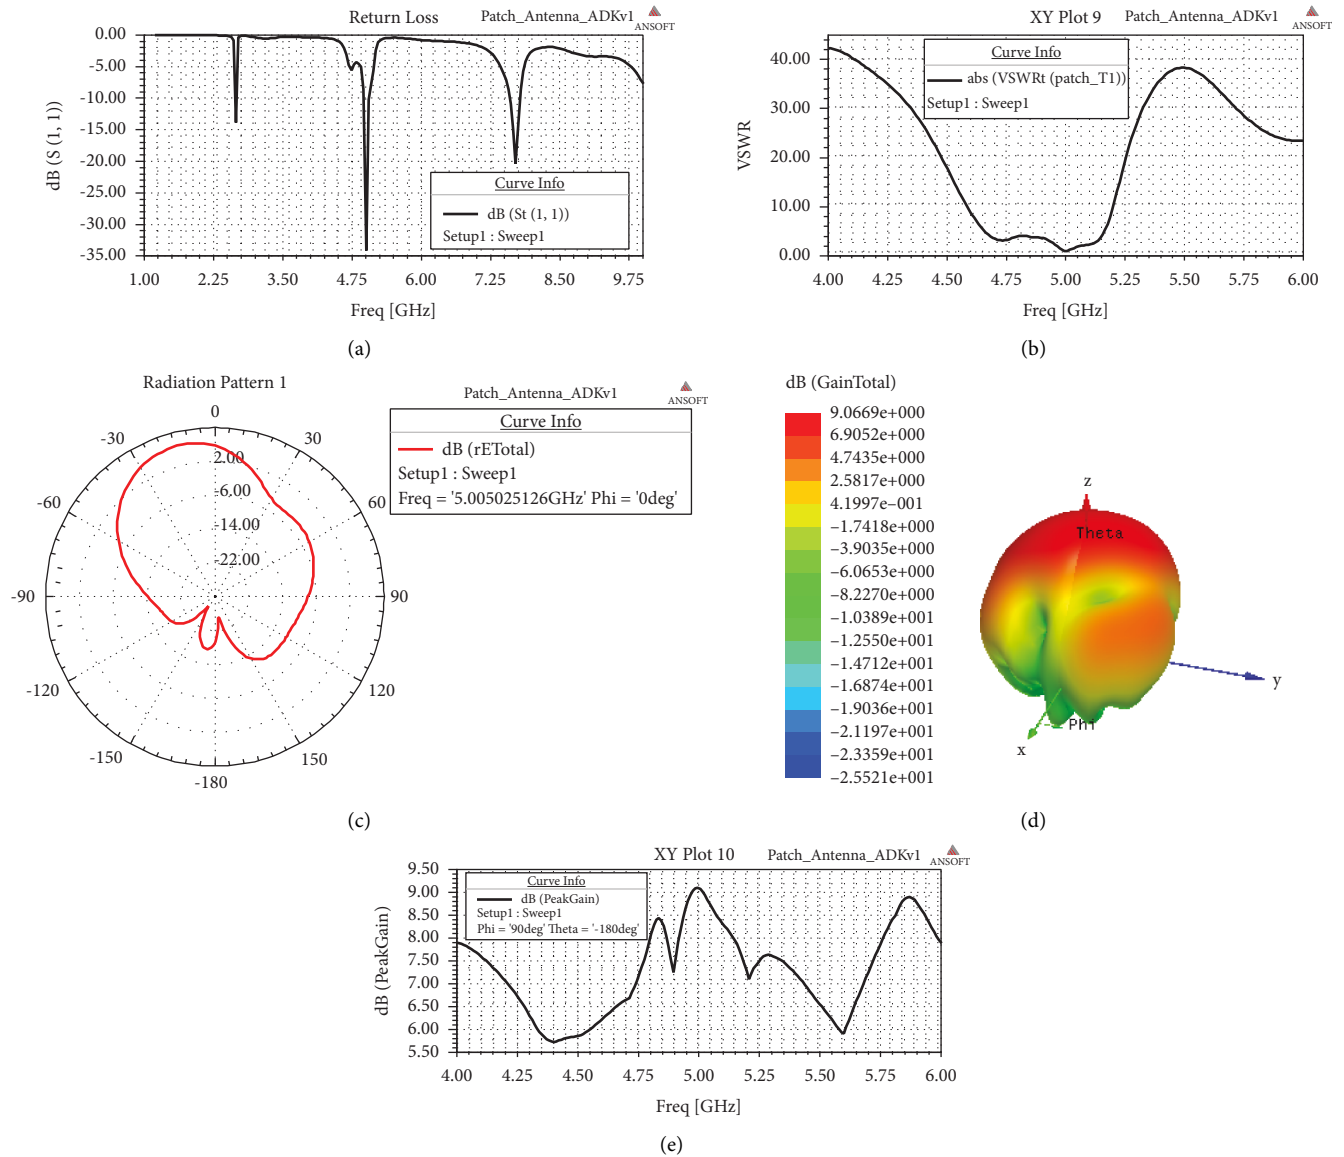 Return Loss
Patch_Antenna_ADKv1
ANSOFT
0.00
-5.00
-10.00
-15.00
-20.00
-25.00
-30.00
-35.00
dB (S (1, 1))
Curve Info
dB (St (1, 1))
Setup1 : Sweep1
1.00 2.25 3.50 4.75 6.00 7.25 8.50 9.75
Freq [GHz]
(a)
XY Plot 9
Patch_Antenna_ADKv1
ANSOFT
40.00
30.00
20.00
10.00
0.00
VSWR
Curve Info
abs (VSWRt (patch_T1))
Setup1 : Sweep1
4.00 4.25 4.50 4.75 5.00 5.25 5.50 5.75 6.00
Freq [GHz]
(b)
Radiation Pattern 1
Patch_Antenna_ADKv1
ANSOFT
Curve Info
dB (rETotal)
Setup1 : Sweep1
Freq = '5.005025126GHz' Phi = '0deg'
0
-30 30
2.00
-60 60
-6.00
-14.00
-22.00
-90 90
-120 120
-150 150
-180
(c)
dB (GainTotal)
9.0669e+000
6.9052e+000
4.7435e+000
2.5817e+000
4.1997e–001
–1.7418e+000
–3.9035e+000
–6.0653e+000
–8.2270e+000
–1.0389e+001
–1.2550e+001
–1.4712e+001
–1.6874e+001
–1.9036e+001
–2.1197e+001
–2.3359e+001
–2.5521e+001
z
Theta
y
Phi
x
(d)
XY Plot 10
Patch_Antenna_ADKv1
ANSOFT
9.50
9.00
8.50
8.00
7.50
7.00
6.50
6.00
5.50
dB (PeakGain)
Curve Info
dB (PeakGain)
Setup1 : Sweep1
Phi = '90deg' Theta = '-180deg'
4.00 4.25 4.50 4.75 5.00 5.50 5.50 5.75 6.00
Freq [GHz]
(e)